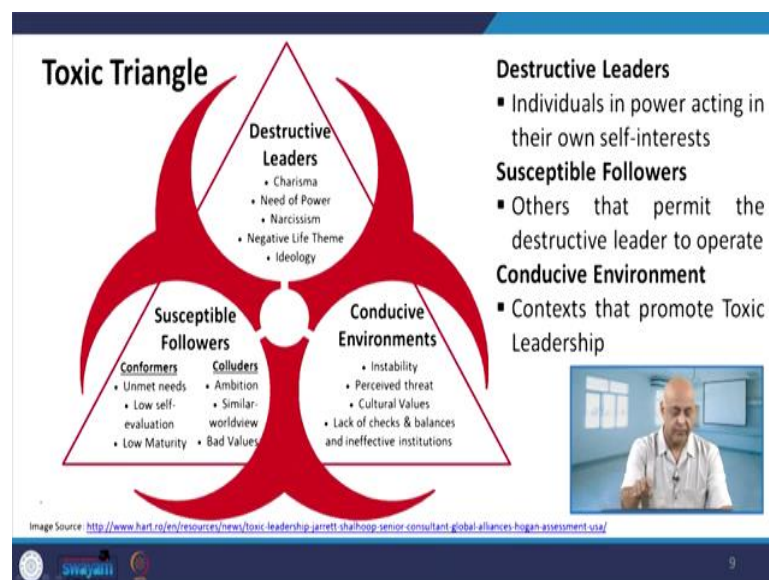 Toxic Triangle
Destructive
Leaders
• Charisma
• Need of Power
• Narcissism
• Negative Life Theme
• Ideology
Susceptible
Followers
Conformers
• Unmet needs
• Low self-
evaluation
• Low Maturity
Colluders
• Ambition
• Similar-
worldview
• Bad Values
Conducive
Environments
• Instability
• Perceived threat
• Cultural Values
• Lack of checks & balances
and ineffective institutions
Destructive Leaders
▪ Individuals in power acting in
their own self-interests
Susceptible Followers
▪ Others that permit the
destructive leader to operate
Conducive Environment
▪ Contexts that promote Toxic
Leadership
Image Source: http://www.hart.ro/en/resources/news/toxic-leadership-jarrett-shalhoop-senior-consultant-global-alliances-hogan-assessment-usa/
swayam
9